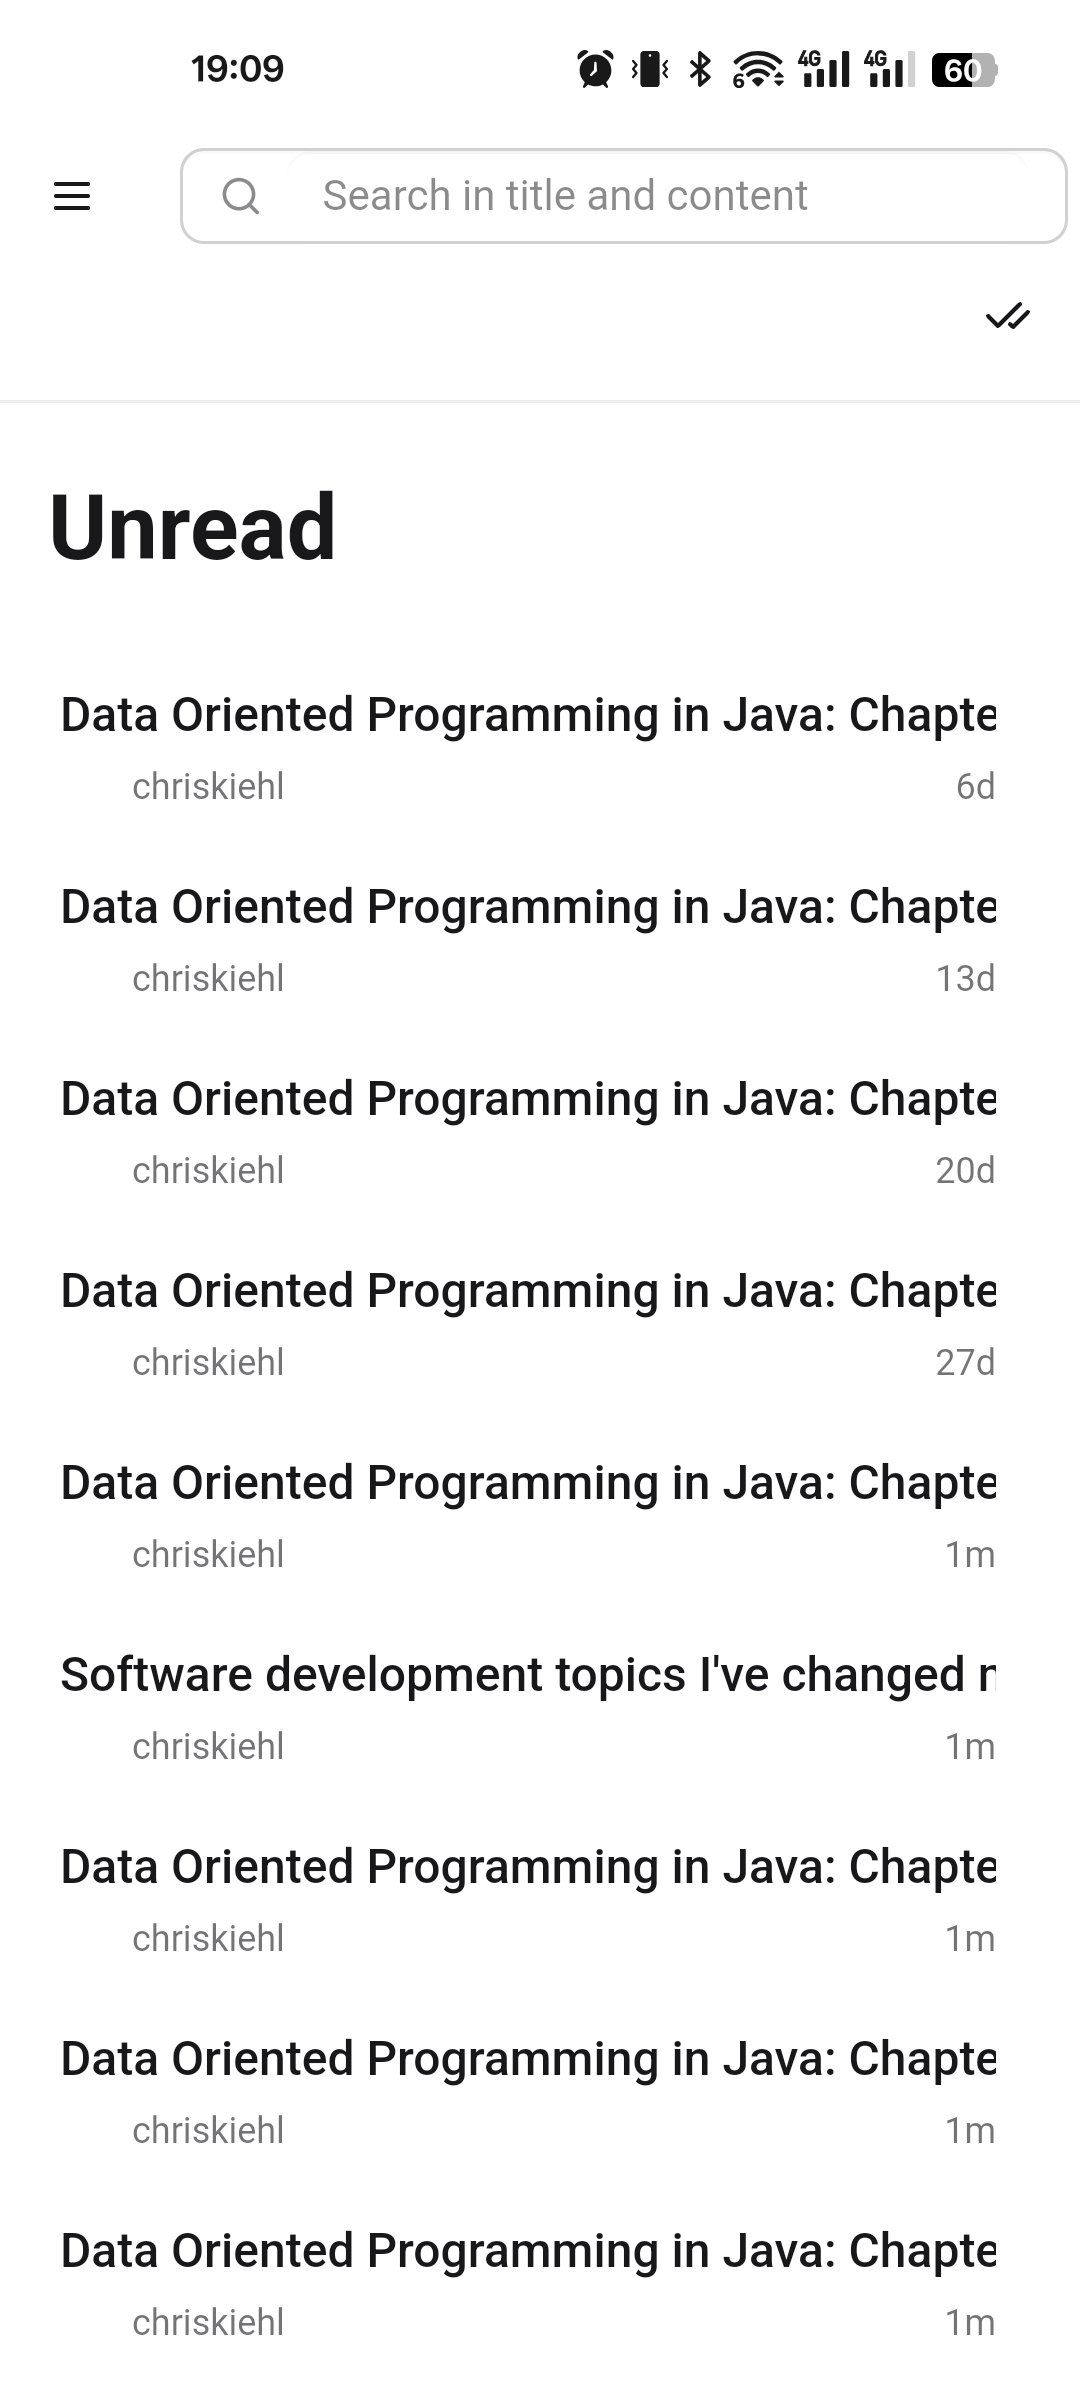 19:09
6 4G 4G 60
Search in title and content
Unread
Data Oriented Programming in Java: Chapte
chriskiehl 6d
Data Oriented Programming in Java: Chapte
chriskiehl 13d
Data Oriented Programming in Java: Chapte
chriskiehl 20d
Data Oriented Programming in Java: Chapte
chriskiehl 27d
Data Oriented Programming in Java: Chapte
chriskiehl 1m
Software development topics I've changed
chriskiehl 1m
Data Oriented Programming in Java: Chapte
chriskiehl 1m
Data Oriented Programming in Java: Chapte
chriskiehl 1m
Data Oriented Programming in Java: Chapte
chriskiehl 1m